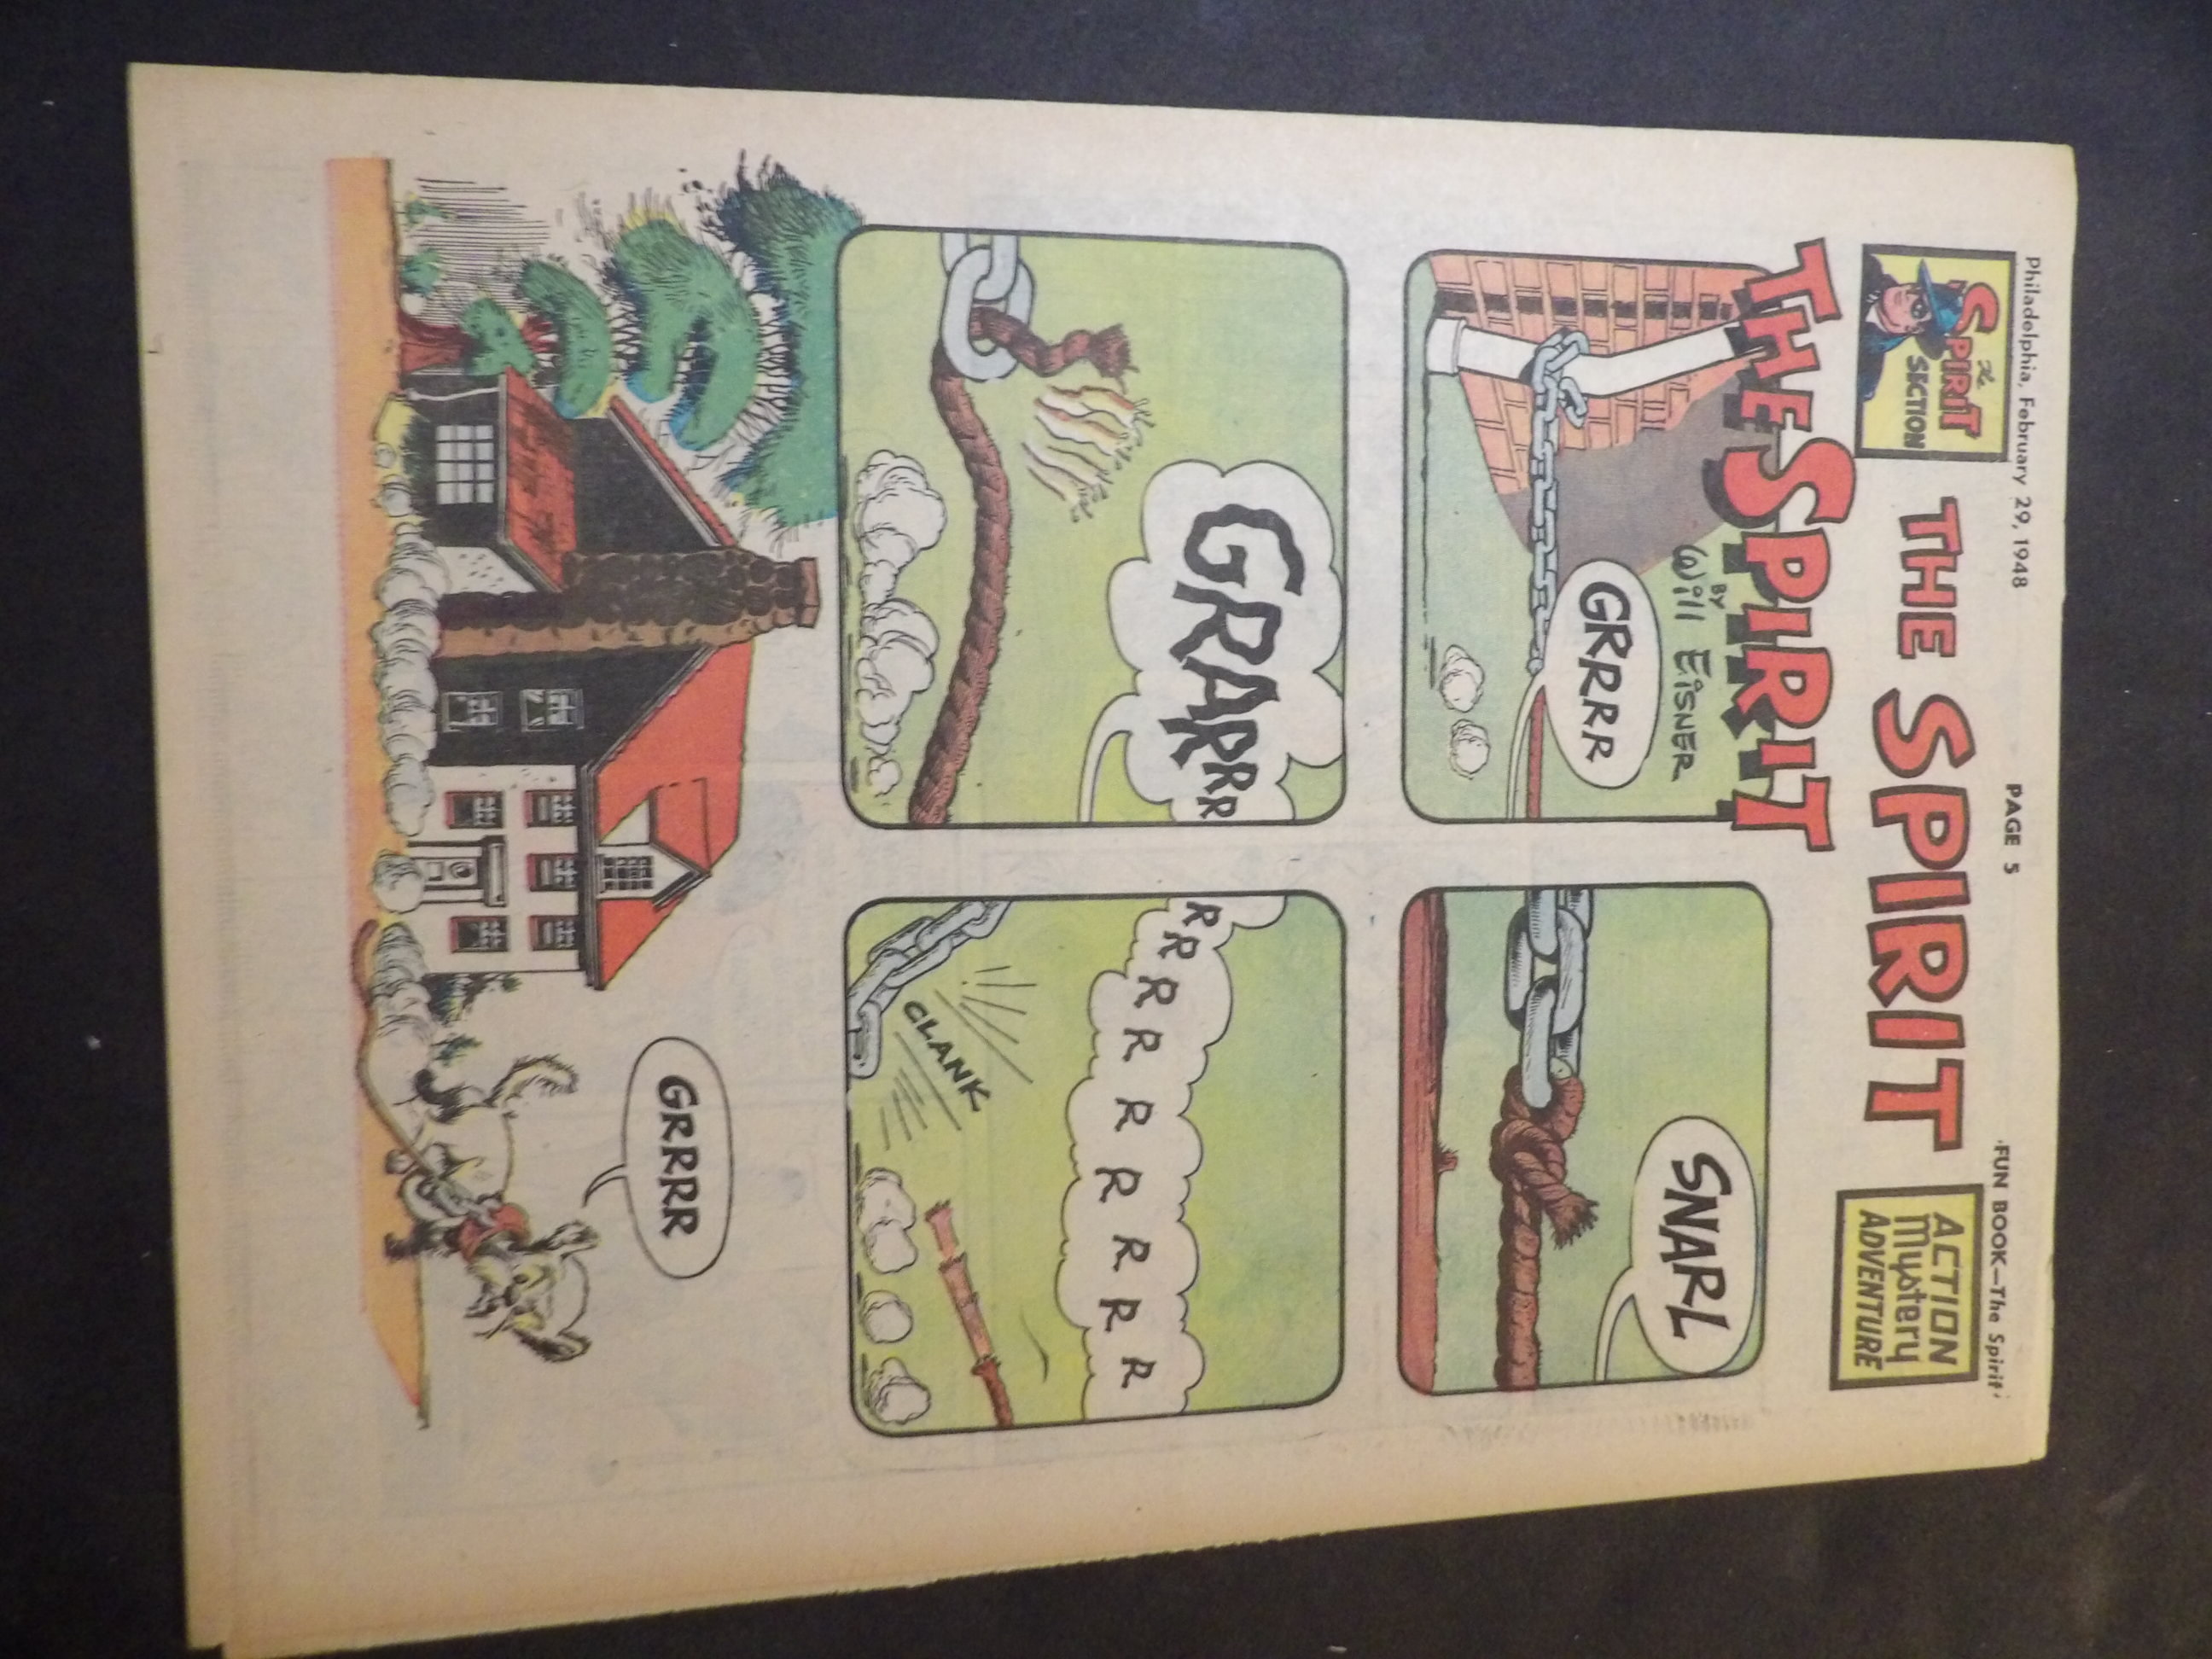 Philadelphia, February 29, 1948
PAGE 5
FUN BOOK—The Spirit
The
SPIRIT
SECTION
THE SPIRIT
ACTION
Mystery
ADVENTURE
THE SPIRIT
BY
Will EisNER
GRRRR
SNARL
GRARRR
RRRRRRRRR
CLANK
GRRRR